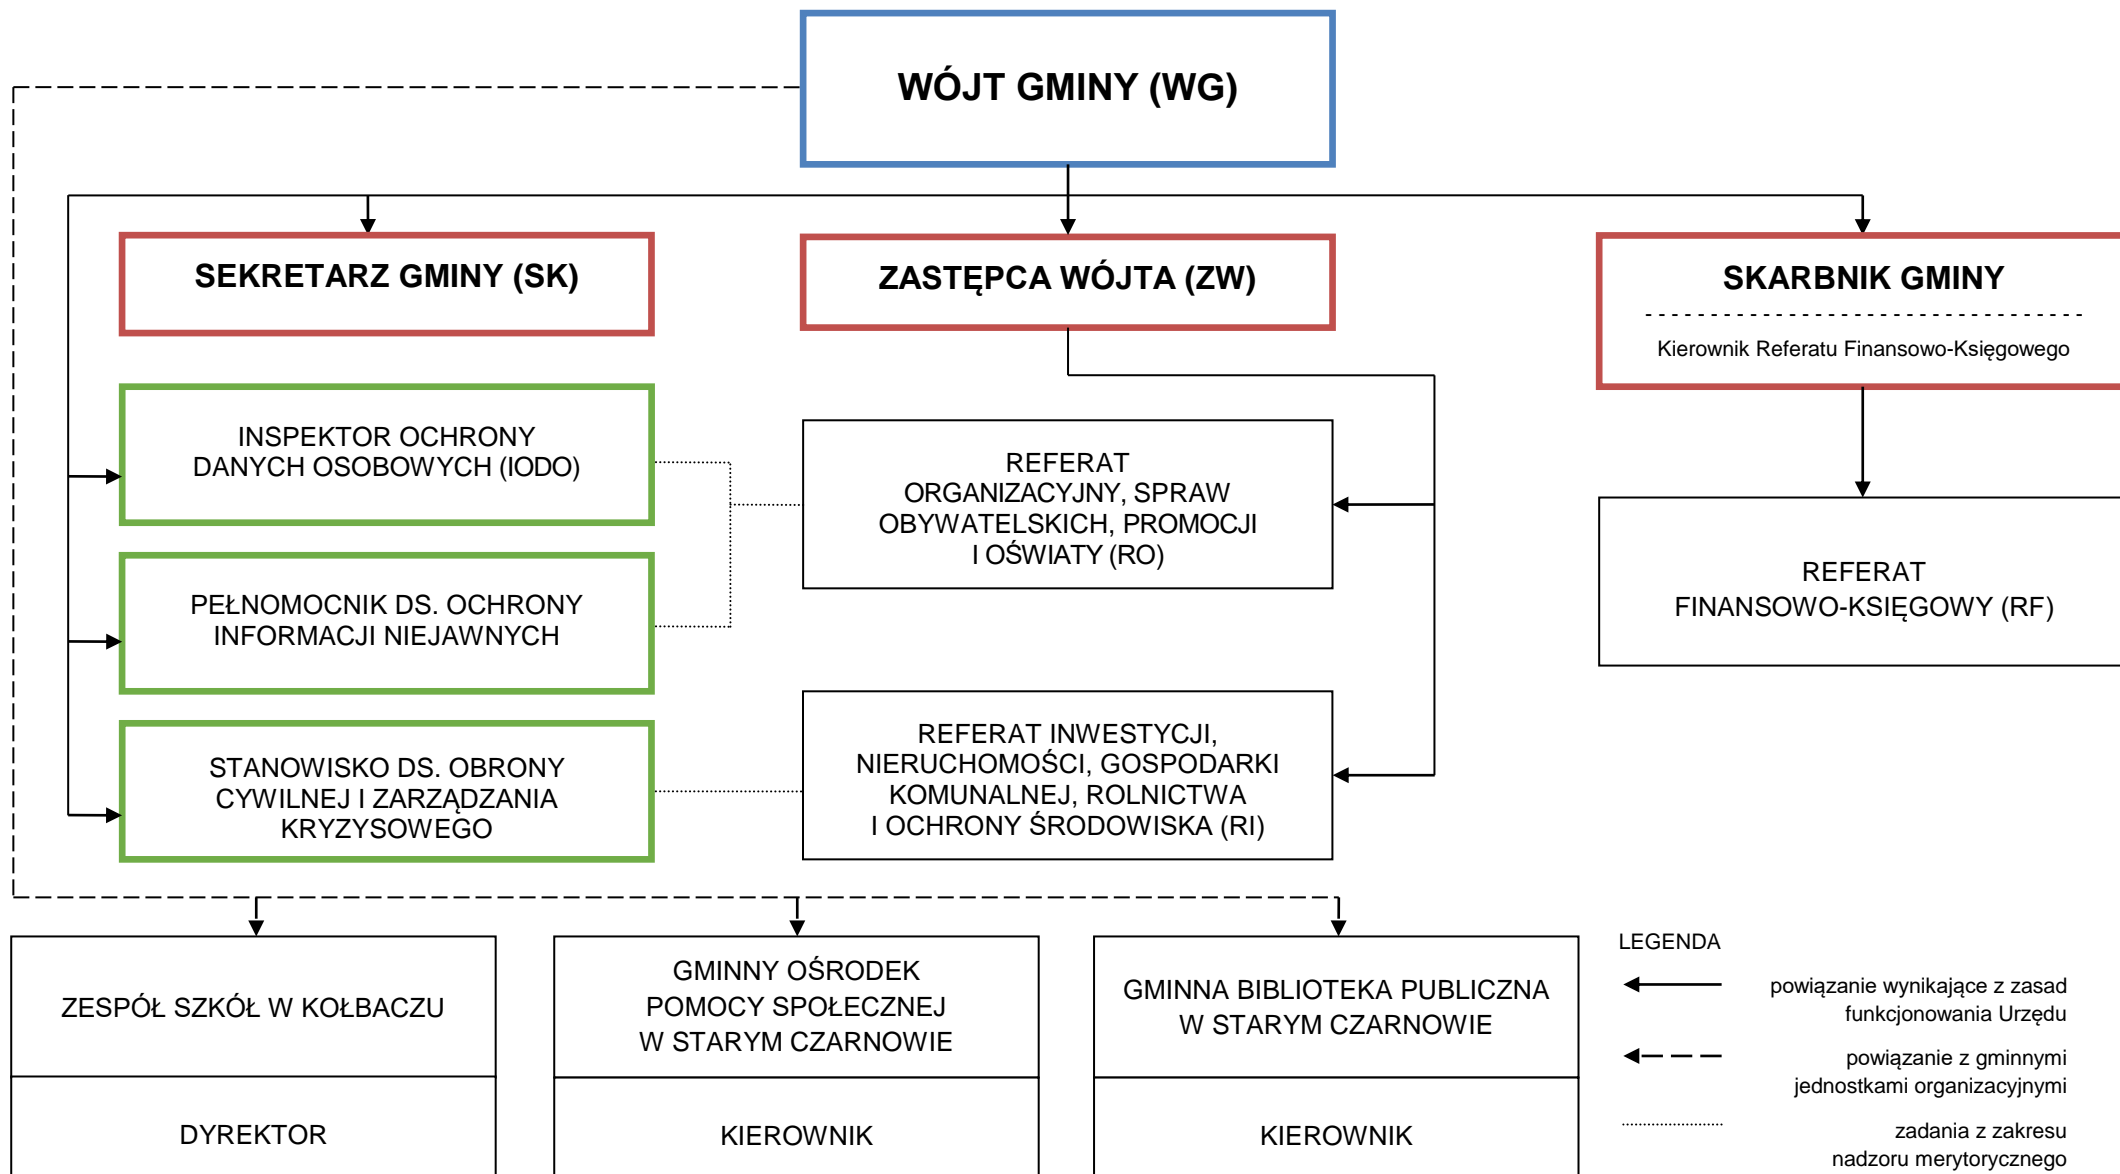 WÓJT GMINY (WG)
SEKRETARZ GMINY (SK)
ZASTĘPCA WÓJTA (ZW)
SKARBNIK GMINY
Kierownik Referatu Finansowo-Księgowego
INSPEKTOR OCHRONY
DANYCH OSOBOWYCH (IODO)
REFERAT
ORGANIZACYJNY, SPRAW
OBYWATELSKICH, PROMOCJI
I OŚWIATY (RO)
REFERAT
FINANSOWO-KSIĘGOWY (RF)
PEŁNOMOCNIK DS. OCHRONY
INFORMACJI NIEJAWNYCH
STANOWISKO DS. OBRONY
CYWILNEJ I ZARZĄDZANIA
KRYZYSOWEGO
REFERAT INWESTYCJI,
NIERUCHOMOŚCI, GOSPODARKI
KOMUNALNEJ, ROLNICTWA
I OCHRONY ŚRODOWISKA (RI)
ZESPÓŁ SZKÓŁ W KOŁBACZU
DYREKTOR
GMINNY OŚRODEK
POMOCY SPOŁECZNEJ
W STARYM CZARNOWIE
KIEROWNIK
GMINNA BIBLIOTEKA PUBLICZNA
W STARYM CZARNOWIE
KIEROWNIK
LEGENDA
powiązanie wynikające z zasad
funkcjonowania Urzędu
powiązanie z gminnymi
jednostkami organizacyjnymi
zadania z zakresu
nadzoru merytorycznego